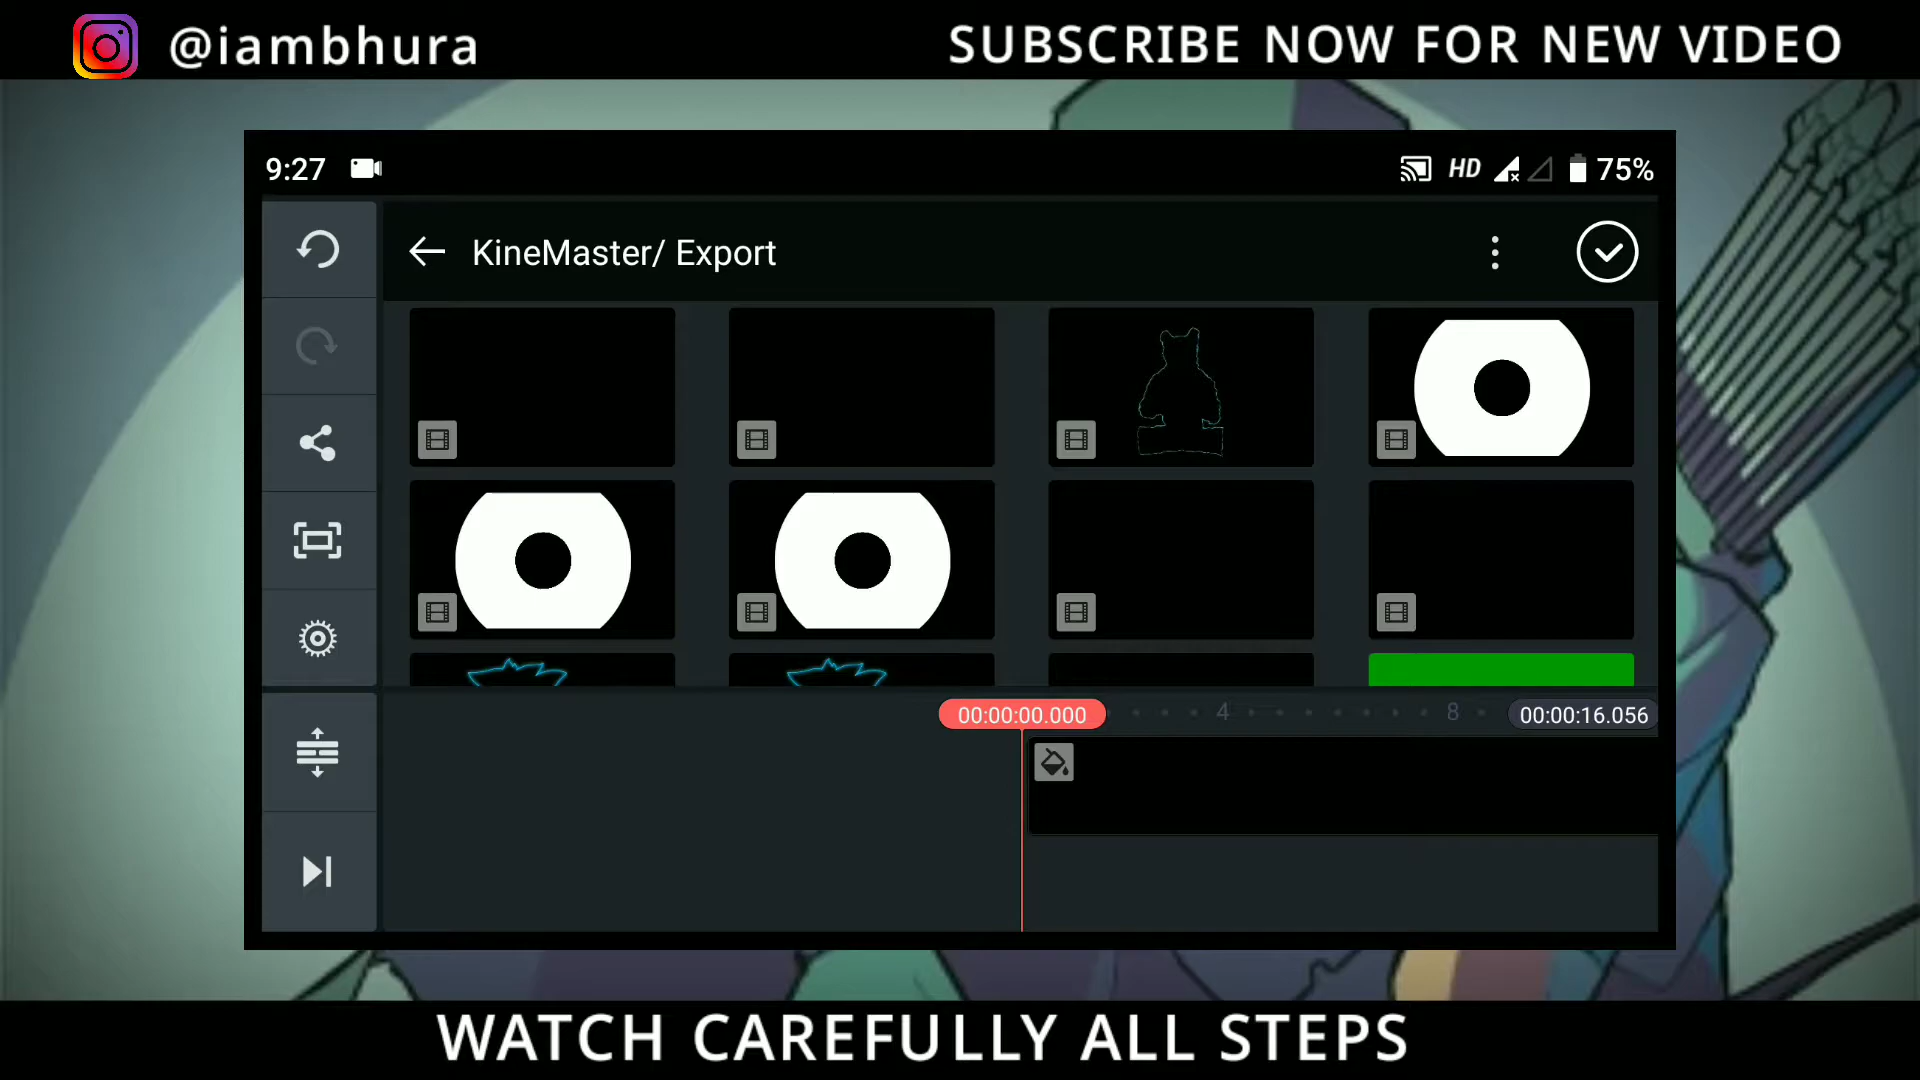 @iambhura
SUBSCRIBE NOW FOR NEW VIDEO
9:27
HD
75%
KineMaster/ Export
00:00:00.000
4
8
00:00:16.056
WATCH CAREFULLY ALL STEPS